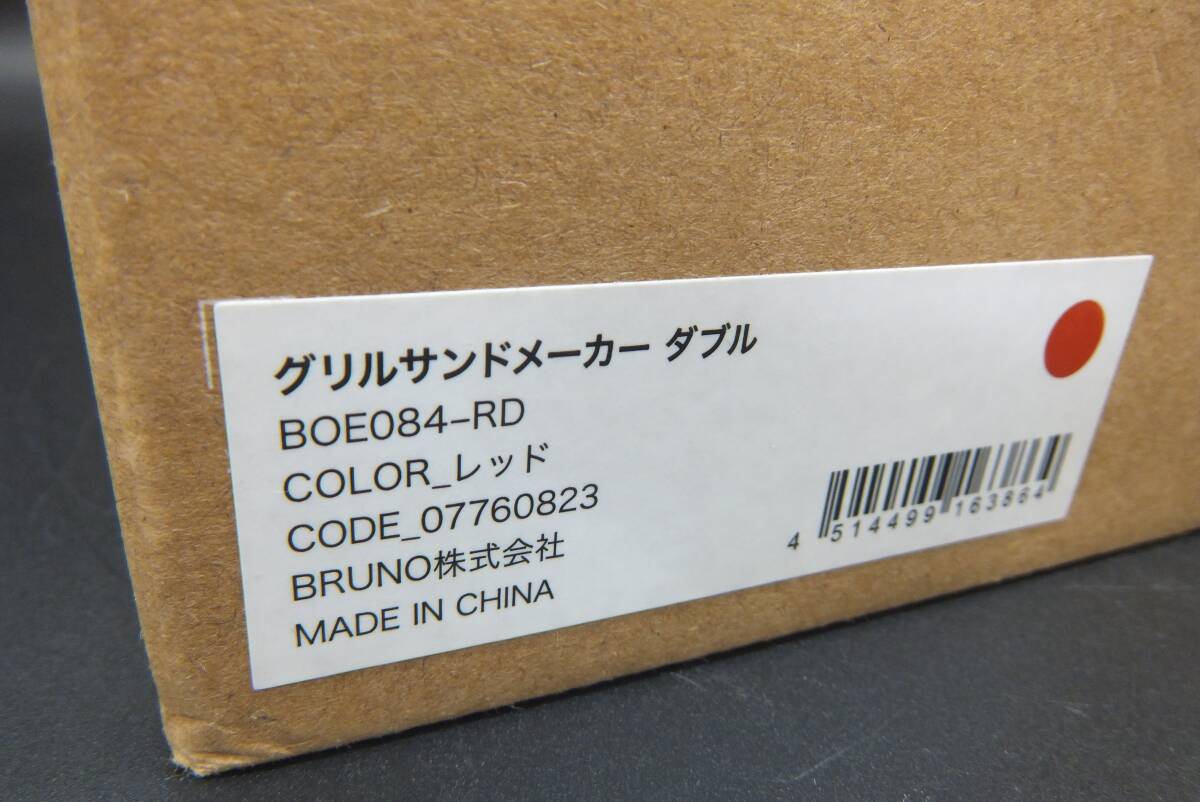 グリルサンドメーカー ダブル
BOE084-RD
COLOR_レッド
CODE_07760823
BRUNO株式会社
MADE IN CHINA
4 514499 163864